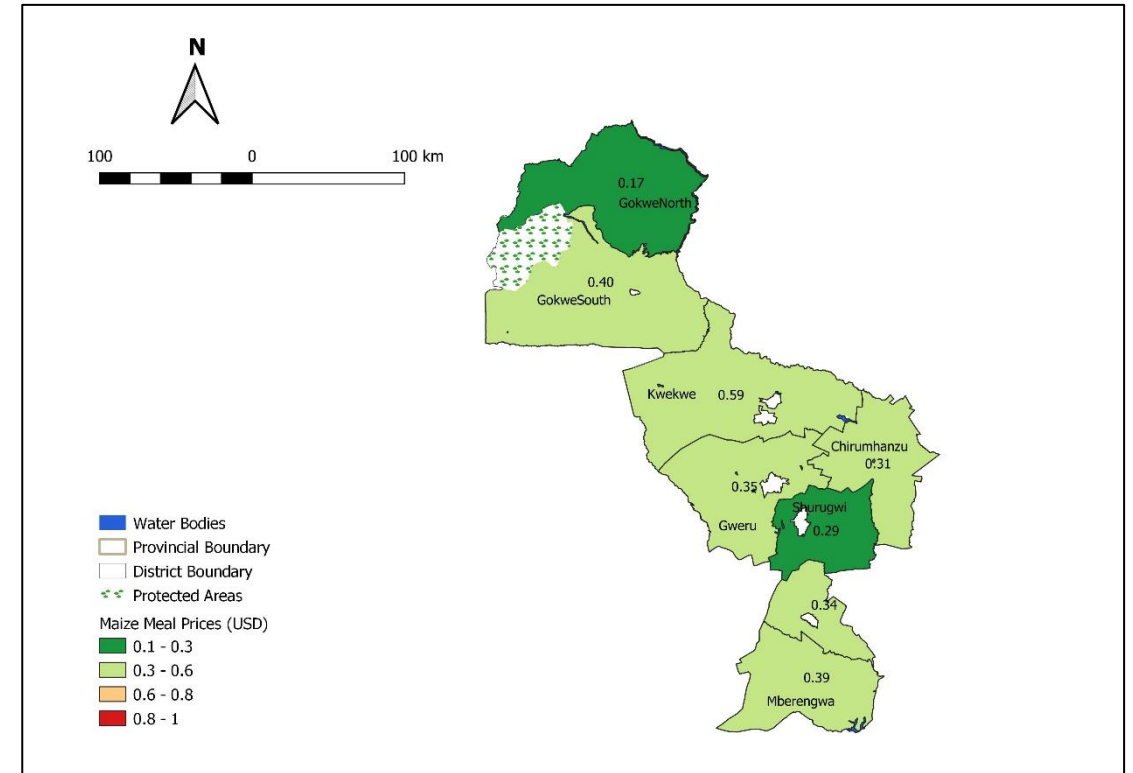 N
100 0 100 km
0.17
GokweNorth
0.40
GokweSouth
Kwekwe 0.59
Chirumhanzu
0.31
0.35
Gweru
Shurugwi
0.29
0.34
0.39
Mberengwa
Water Bodies
Provincial Boundary
District Boundary
Protected Areas
Maize Meal Prices (USD)
0.1 - 0.3
0.3 - 0.6
0.6 - 0.8
0.8 - 1